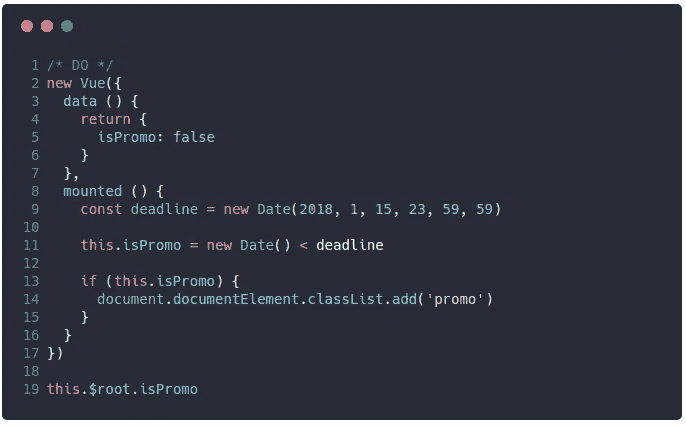 1 /* DO */
2 new Vue({
3   data () {
4     return {
5       isPromo: false
6     }
7   },
8   mounted () {
9     const deadline = new Date(2018, 1, 15, 23, 59, 59)
10
11     this.isPromo = new Date() < deadline
12
13     if (this.isPromo) {
14       document.documentElement.classList.add('promo')
15     }
16   }
17 })
18
19 this.$root.isPromo